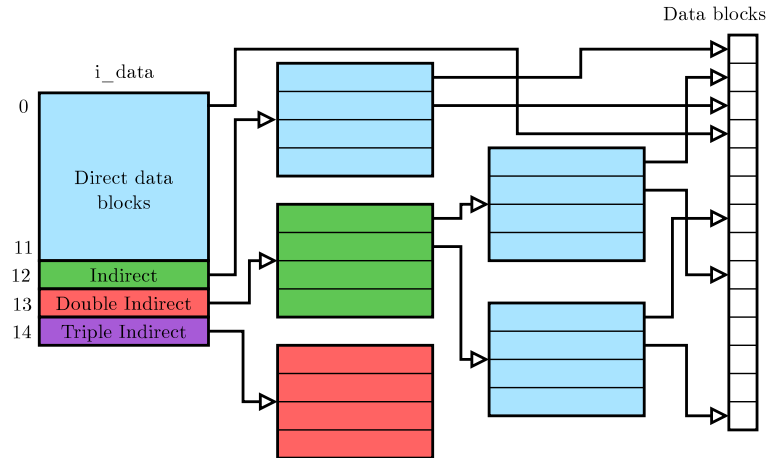 Data blocks
i_data
0
Direct data
blocks
11
12
Indirect
13
Double Indirect
14
Triple Indirect